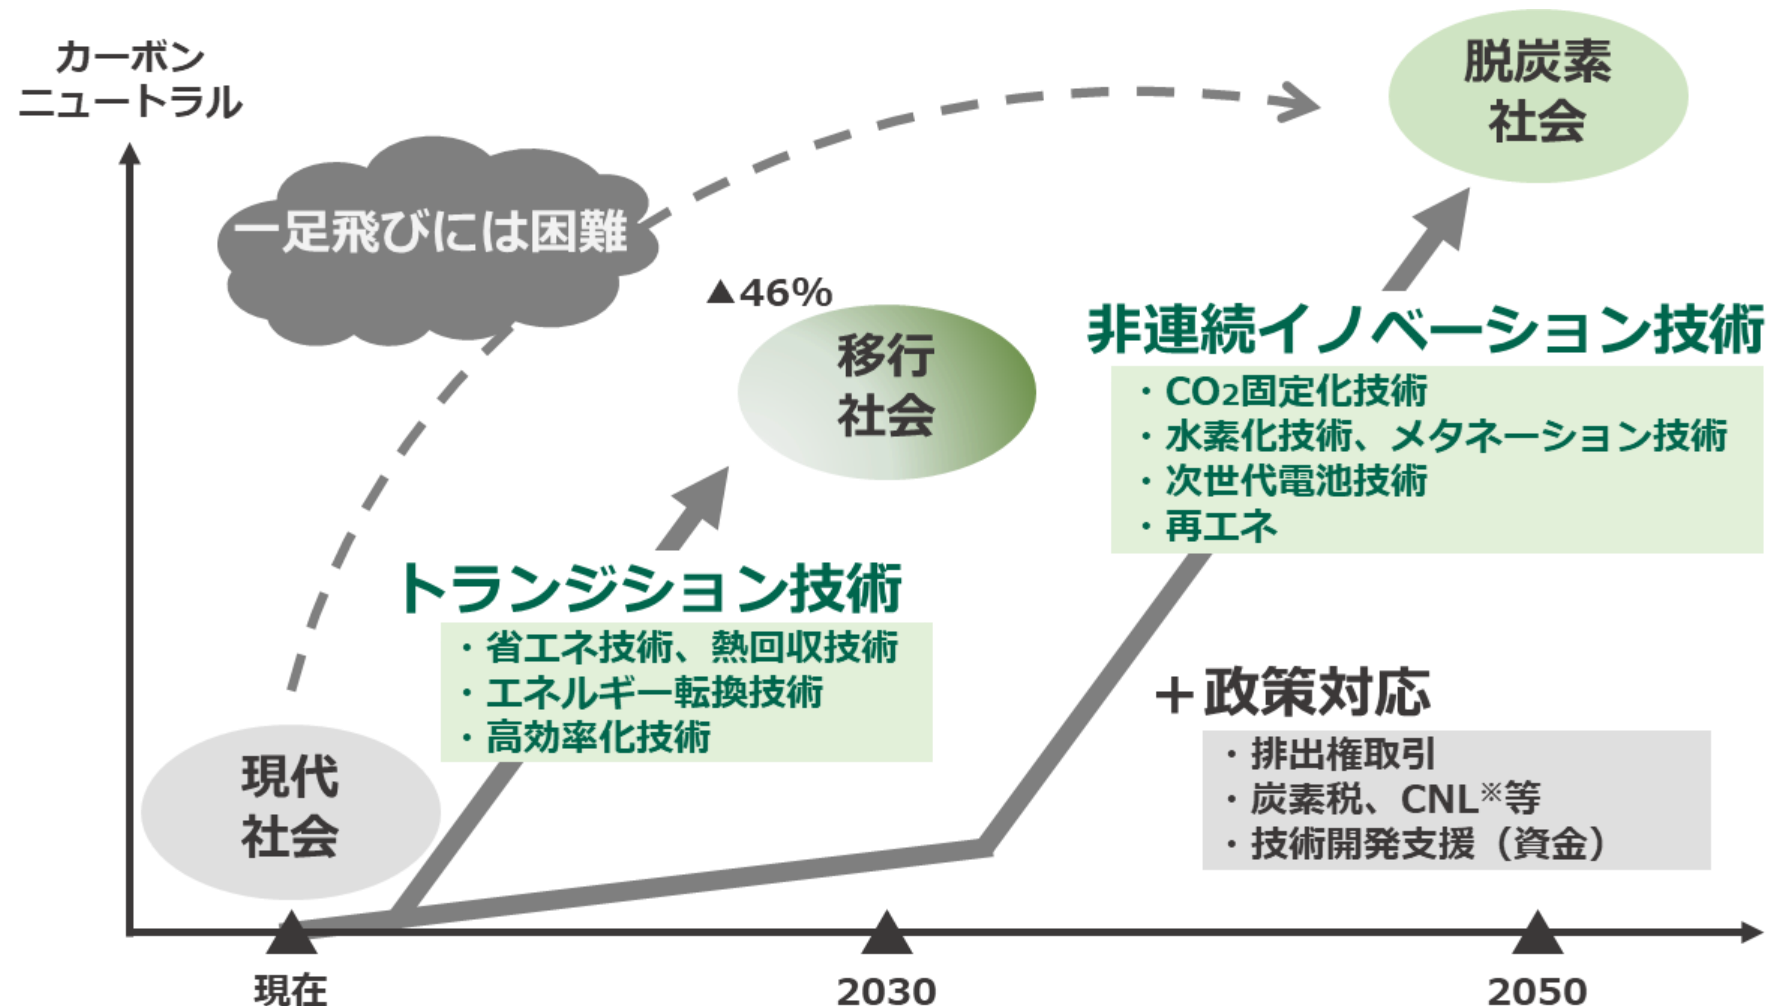 カーボン
ニュートラル
脱炭素
社会
一足飛びには困難
▲46%
移行
社会
非連続イノベーション技術
・CO2固定化技術
・水素化技術、メタネーション技術
・次世代電池技術
・再エネ
トランジション技術
・省エネ技術、熱回収技術
・エネルギー転換技術
・高効率化技術
＋政策対応
・排出権取引
・炭素税、CNL※等
・技術開発支援（資金）
現代
社会
現在
2030
2050